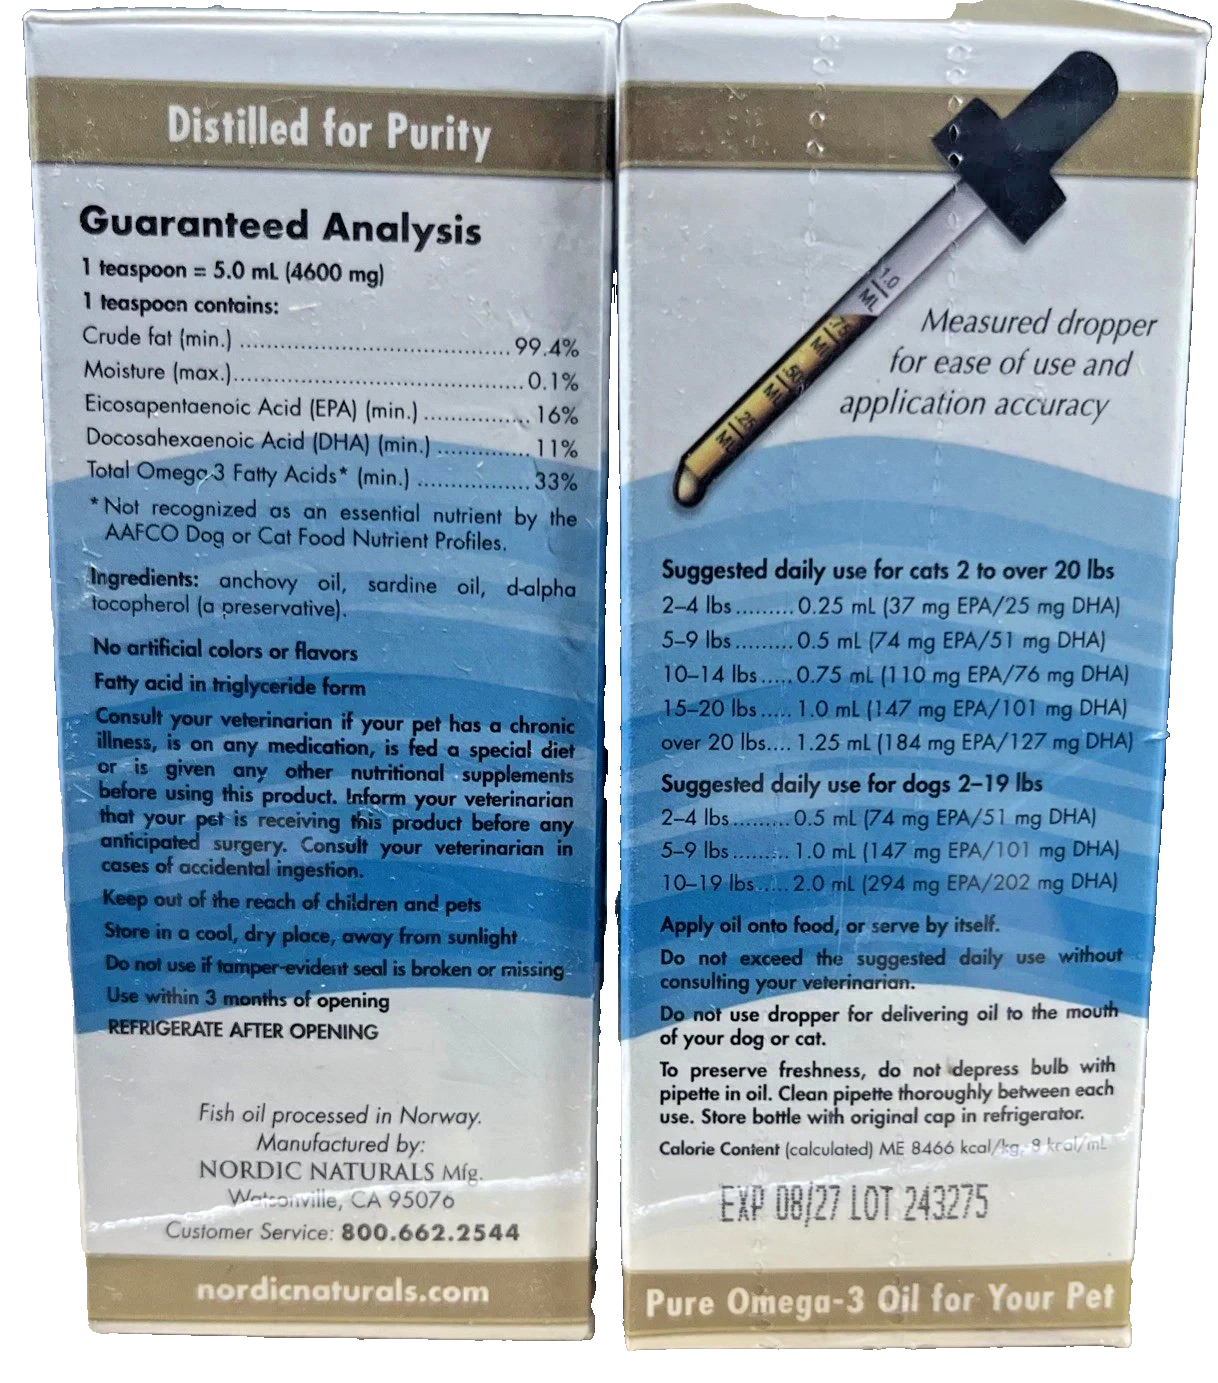 Distilled for Purity
Guaranteed Analysis
1 teaspoon = 5.0 mL (4600 mg)
1 teaspoon contains:
Crude fat (min.) ........................................ 99.4%
Moisture (max.)........................................... 0.1%
Eicosapentaenoic Acid (EPA) (min.) ............... 16%
Docosahexaenoic Acid (DHA) (min.) ............. 11%
Total Omega-3 Fatty Acids* (min.) ................ 33%
* Not recognized as an essential nutrient by the
AAFCO Dog or Cat Food Nutrient Profiles.
Ingredients: anchovy oil, sardine oil, d-alpha
tocopherol (a preservative).
No artificial colors or flavors
Fatty acid in triglyceride form
Consult your veterinarian if your pet has a chronic
illness, is on any medication, is fed a special diet
or is given any other nutritional supplements
before using this product. Inform your veterinarian
that your pet is receiving this product before any
anticipated surgery. Consult your veterinarian in
cases of accidental ingestion.
Keep out of the reach of children and pets
Store in a cool, dry place, away from sunlight
Do not use if tamper-evident seal is broken or missing
Use within 3 months of opening
REFRIGERATE AFTER OPENING
Fish oil processed in Norway.
Manufactured by:
NORDIC NATURALS Mfg.
Watsonville, CA 95076
Customer Service: 800.662.2544
nordicnaturals.com
1.0
ML
.75
ML
.50
ML
.25
ML
Measured dropper
for ease of use and
application accuracy
Suggested daily use for cats 2 to over 20 lbs
2–4 lbs......... 0.25 mL (37 mg EPA/25 mg DHA)
5–9 lbs......... 0.5 mL (74 mg EPA/51 mg DHA)
10–14 lbs..... 0.75 mL (110 mg EPA/76 mg DHA)
15–20 lbs..... 1.0 mL (147 mg EPA/101 mg DHA)
over 20 lbs.... 1.25 mL (184 mg EPA/127 mg DHA)
Suggested daily use for dogs 2–19 lbs
2–4 lbs......... 0.5 mL (74 mg EPA/51 mg DHA)
5–9 lbs......... 1.0 mL (147 mg EPA/101 mg DHA)
10–19 lbs..... 2.0 mL (294 mg EPA/202 mg DHA)
Apply oil onto food, or serve by itself.
Do not exceed the suggested daily use without
consulting your veterinarian.
Do not use dropper for delivering oil to the mouth
of your dog or cat.
To preserve freshness, do not depress bulb with
pipette in oil. Clean pipette thoroughly between each
use. Store bottle with original cap in refrigerator.
Calorie Content (calculated) ME 8466 kcal/kg, 8 kcal/mL
EXP 08/27 LOT 243275
Pure Omega-3 Oil for Your Pet